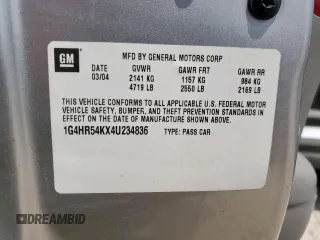 GM
MFD BY GENERAL MOTORS CORP
DATE GVWR GAWR FRT GAWR RR
03/04 2141 KG 1157 KG 984 KG
4719 LB 2550 LB 2169 LB
THIS VEHICLE CONFORMS TO ALL APPLICABLE U.S. FEDERAL MOTOR
VEHICLE SAFETY, BUMPER, AND THEFT PREVENTION STANDARDS IN
EFFECT ON THE DATE OF MANUFACTURE SHOWN ABOVE.
1G4HR54KX4U234836 TYPE: PASS CAR
DREAMBID